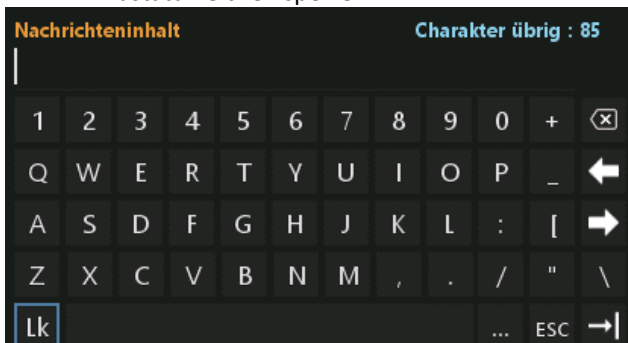 Nachrichteninhalt Charakter übrig : 85
1 2 3 4 5 6 7 8 9 0 +
Q W E R T Y U I O P _
A S D F G H J K L : [
Z X C V B N M , . / " \
Lk ... ESC